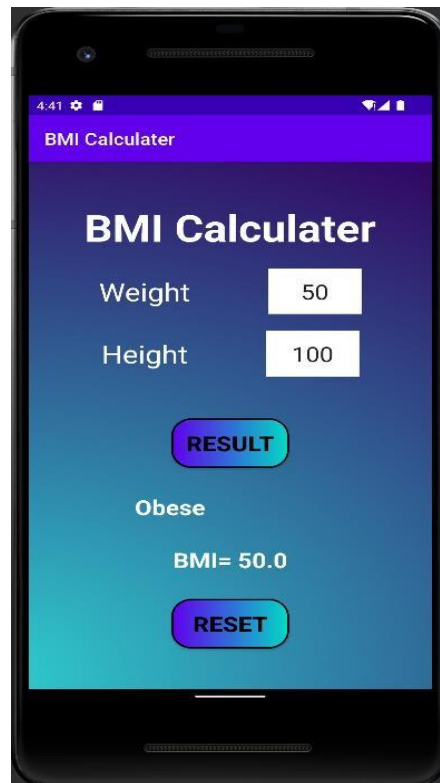 4:41
BMI Calculater
BMI Calculater
Weight 50
Height 100
RESULT
Obese
BMI= 50.0
RESET